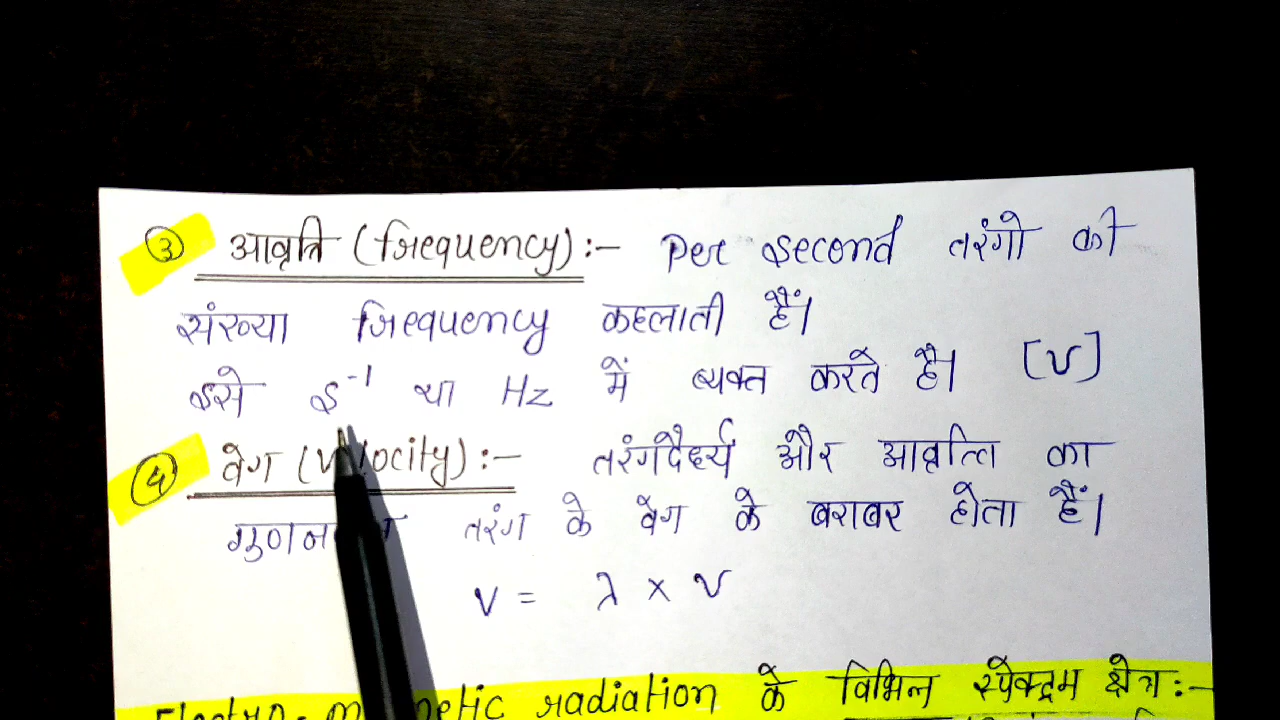 ③ आवृत्ति (Frequency) :- Per second तरंगो की
संख्या Frequency कहलाती हैं।
इसे S⁻¹ या Hz में व्यक्त करते है। [ν]
④ वेग (Velocity) :- तरंगदैर्ध्य और आवृत्ति का
तरंग के वेग के बराबर होता हैं।
v = λ × ν
radiation के विभिन्न स्पेक्ट्रम क्षेत्र :-